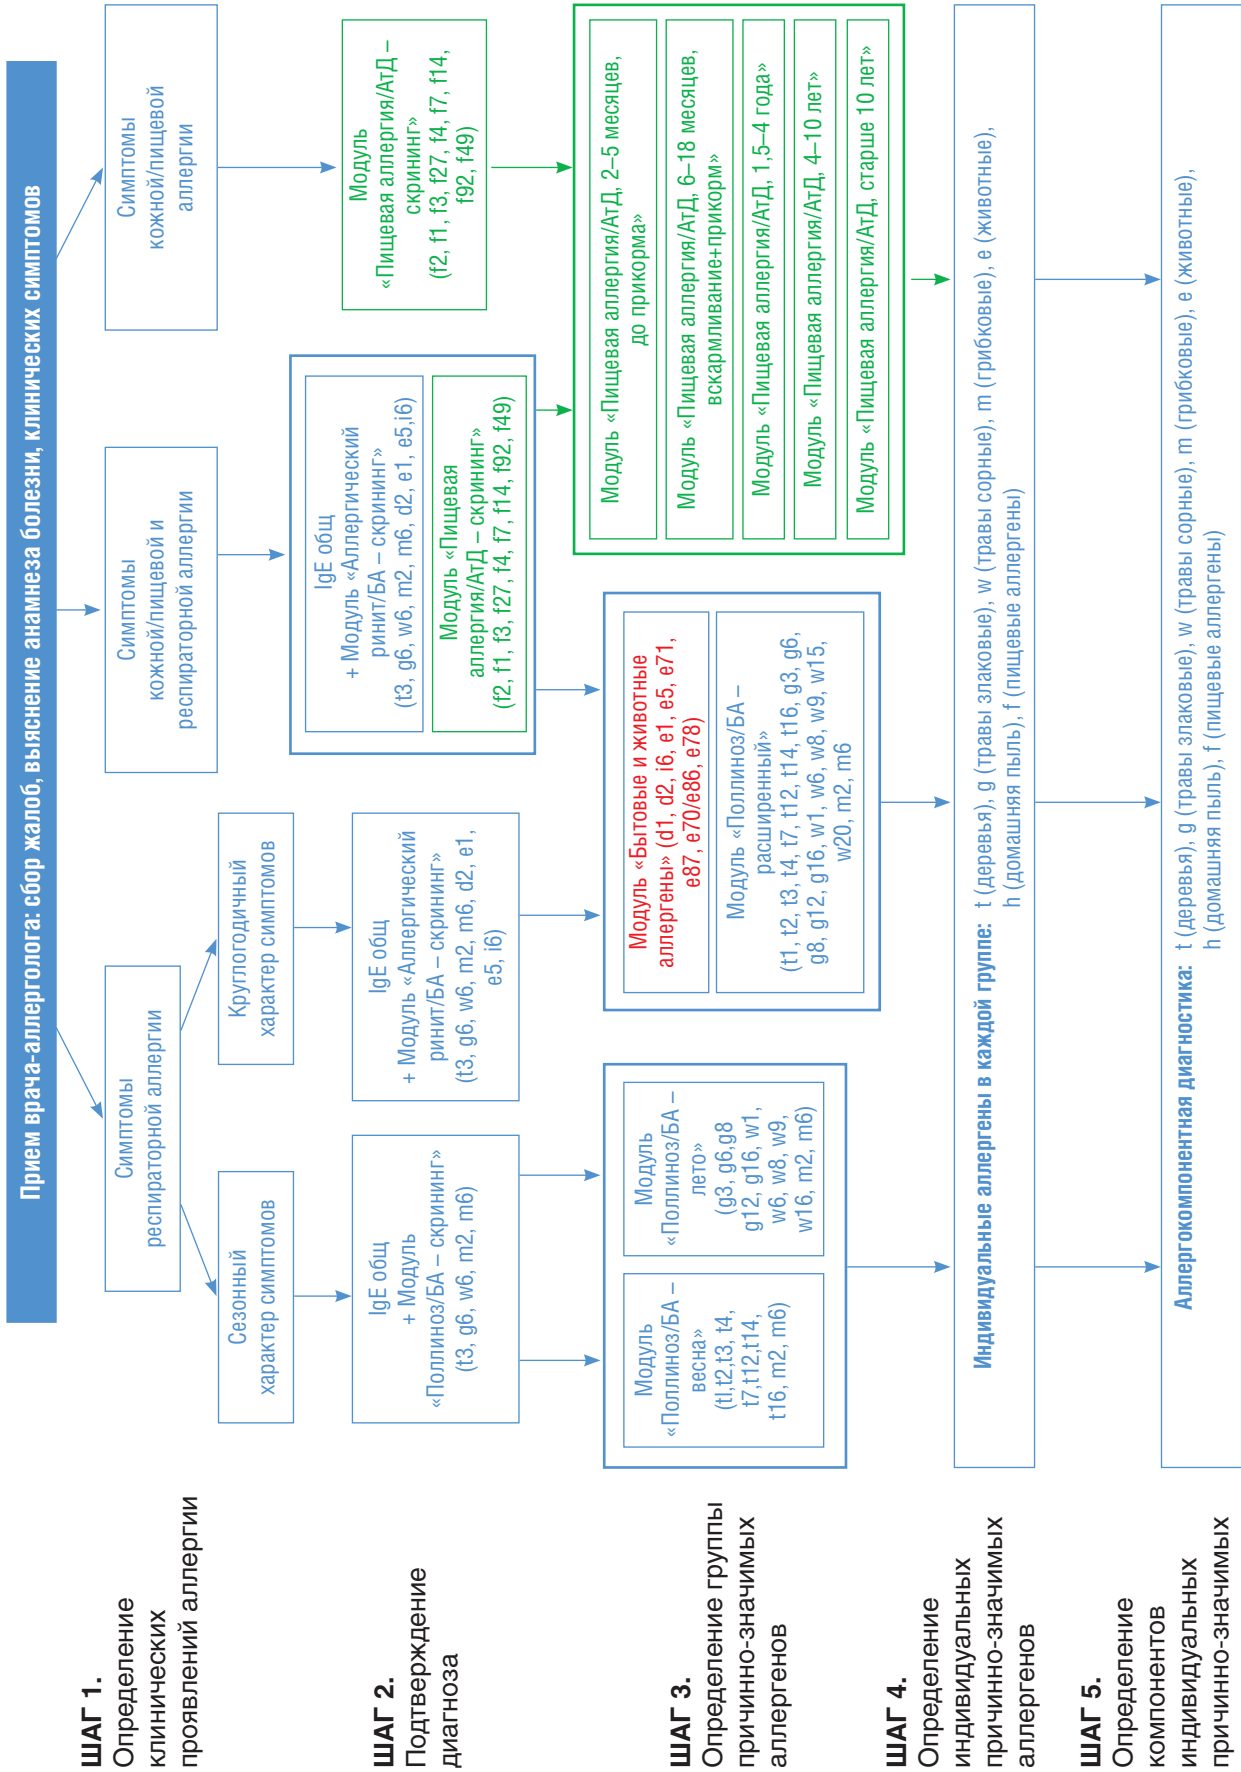 Прием врача-аллерголога: сбор жалоб, выяснение анамнеза болезни, клинических симптомов
ШАГ 1.
Определение
клинических
проявлений аллергии
Симптомы
респираторной аллергии
Сезонный
характер симптомов
Круглогодичный
характер симптомов
Симптомы
кожной/пищевой и
респираторной аллергии
Симптомы
кожной/пищевой
аллергии
ШАГ 2.
Подтверждение
диагноза
IgE общ
+ Модуль
«Поллиноз/БА – скрининг»
(t3, g6, w6, m2, m6)
IgE общ
+ Модуль «Аллергический
ринит/БА – скрининг»
(t3, g6, w6, m2, m6, d2, e1,
e5, i6)
IgE общ
+ Модуль «Аллергический
ринит/БА – скрининг»
(t3, g6, w6, m2, m6, d2, e1, e5,i6)
Модуль «Пищевая
аллергия/АтД – скрининг»
(f2, f1, f3, f27, f4, f7, f14, f92, f49)
Модуль
«Пищевая аллергия/АтД –
скрининг»
(f2, f1, f3, f27, f4, f7, f14,
f92, f49)
ШАГ 3.
Определение группы
причинно-значимых
аллергенов
Модуль
«Поллиноз/БА –
весна»
(tl,t2,t3, t4,
t7,t12,t14,
t16, m2, m6)
Модуль
«Поллиноз/БА –
лето»
(g3, g6,g8
g12, g16, w1,
w6, w8, w9,
w16, m2, m6)
Модуль «Бытовые и животные
аллергены» (d1, d2, i6, e1, e5, e71,
e87, e70/e86, e78)
Модуль «Поллиноз/БА –
расширенный»
(t1, t2, t3, t4, t7, t12, t14, t16, g3, g6,
g8, g12, g16, w1, w6, w8, w9, w15,
w20, m2, m6
Модуль «Пищевая аллергия/АтД, 2–5 месяцев,
до прикорма»
Модуль «Пищевая аллергия/АтД, 6–18 месяцев,
вскармливание+прикорм»
Модуль «Пищевая аллергия/АтД, 1,5–4 года»
Модуль «Пищевая аллергия/АтД, 4–10 лет»
Модуль «Пищевая аллергия/АтД, старше 10 лет»
ШАГ 4.
Определение
индивидуальных
причинно-значимых
аллергенов
Индивидуальные аллергены в каждой группе: t (деревья), g (травы злаковые), w (травы сорные), m (грибковые), e (животные),
h (домашняя пыль), f (пищевые аллергены)
ШАГ 5.
Определение
компонентов
индивидуальных
причинно-значимых
Аллергокомпонентная диагностика: t (деревья), g (травы злаковые), w (травы сорные), m (грибковые), e (животные),
h (домашняя пыль), f (пищевые аллергены)